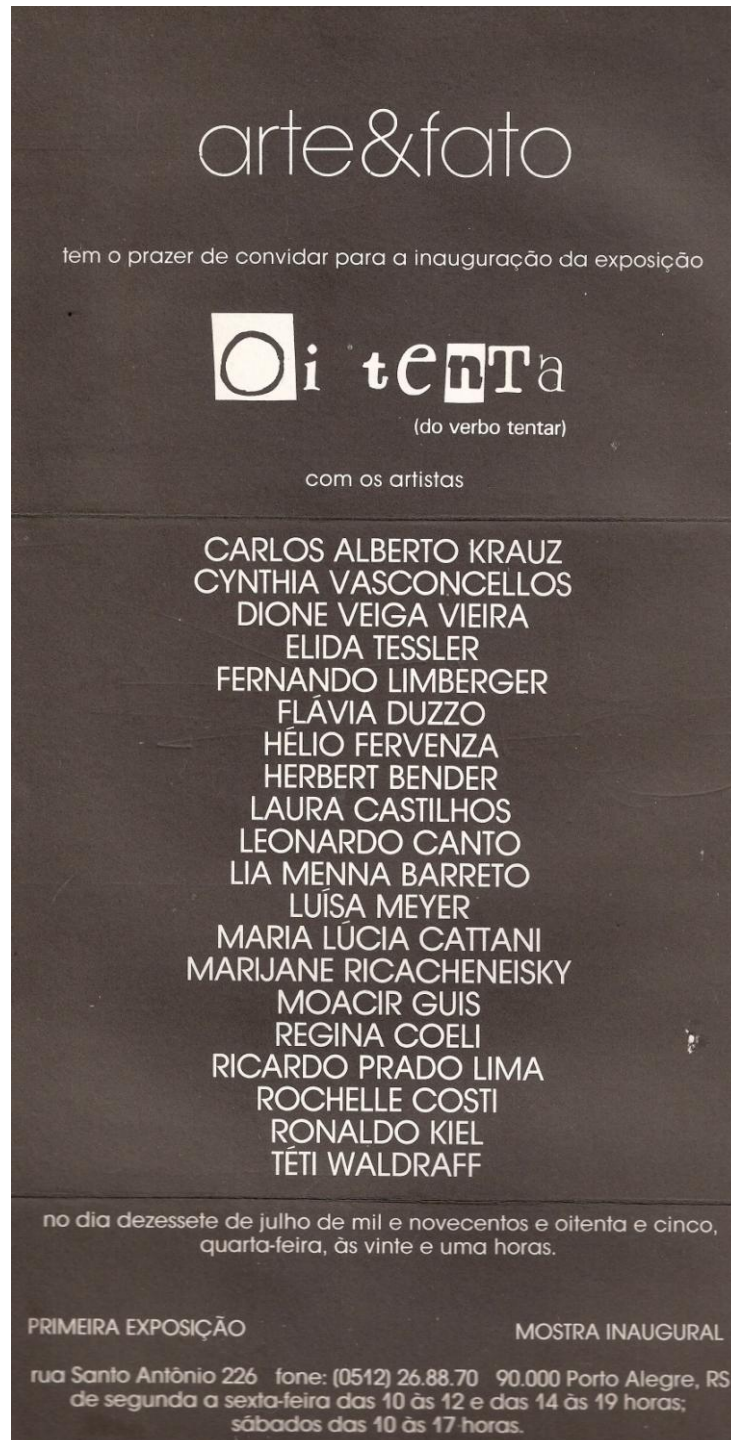 arte&fato
tem o prazer de convidar para a inauguração da exposição
Oi tenTa
(do verbo tentar)
com os artistas
CARLOS ALBERTO KRAUZ
CYNTHIA VASCONCELLOS
DIONE VEIGA VIEIRA
ELIDA TESSLER
FERNANDO LIMBERGER
FLÁVIA DUZZO
HÉLIO FERVENZA
HERBERT BENDER
LAURA CASTILHOS
LEONARDO CANTO
LIA MENNA BARRETO
LUÍSA MEYER
MARIA LÚCIA CATTANI
MARIJANE RICACHENEISKY
MOACIR GUIS
REGINA COELI
RICARDO PRADO LIMA
ROCHELLE COSTI
RONALDO KIEL
TÉTI WALDRAFF
no dia dezessete de julho de mil e novecentos e oitenta e cinco,
quarta-feira, às vinte e uma horas.
PRIMEIRA EXPOSIÇÃO MOSTRA INAUGURAL
rua Santo Antônio 226 fone: (0512) 26.88.70 90.000 Porto Alegre, RS
de segunda a sexta-feira das 10 às 12 e das 14 às 19 horas;
sábados das 10 às 17 horas.